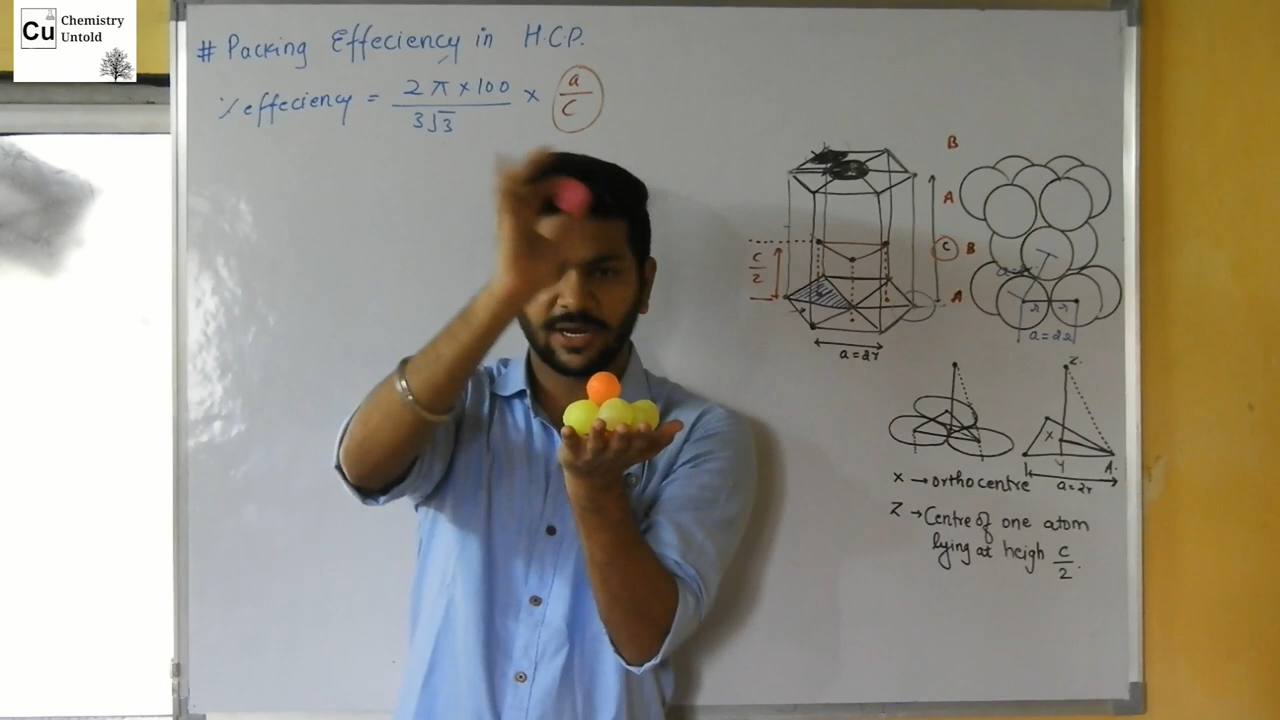 Cu
Chemistry
Untold
# Packing Effeciency in H.C.P.
% effeciency = 2π×100 / 3√3 × a/c
B
A
B
A
c
c/2
a=2r
r r
a=2r
Z
X
Y
A
a=2r
X → orthocentre
Z → Centre of one atom
lying at heigh c/2.